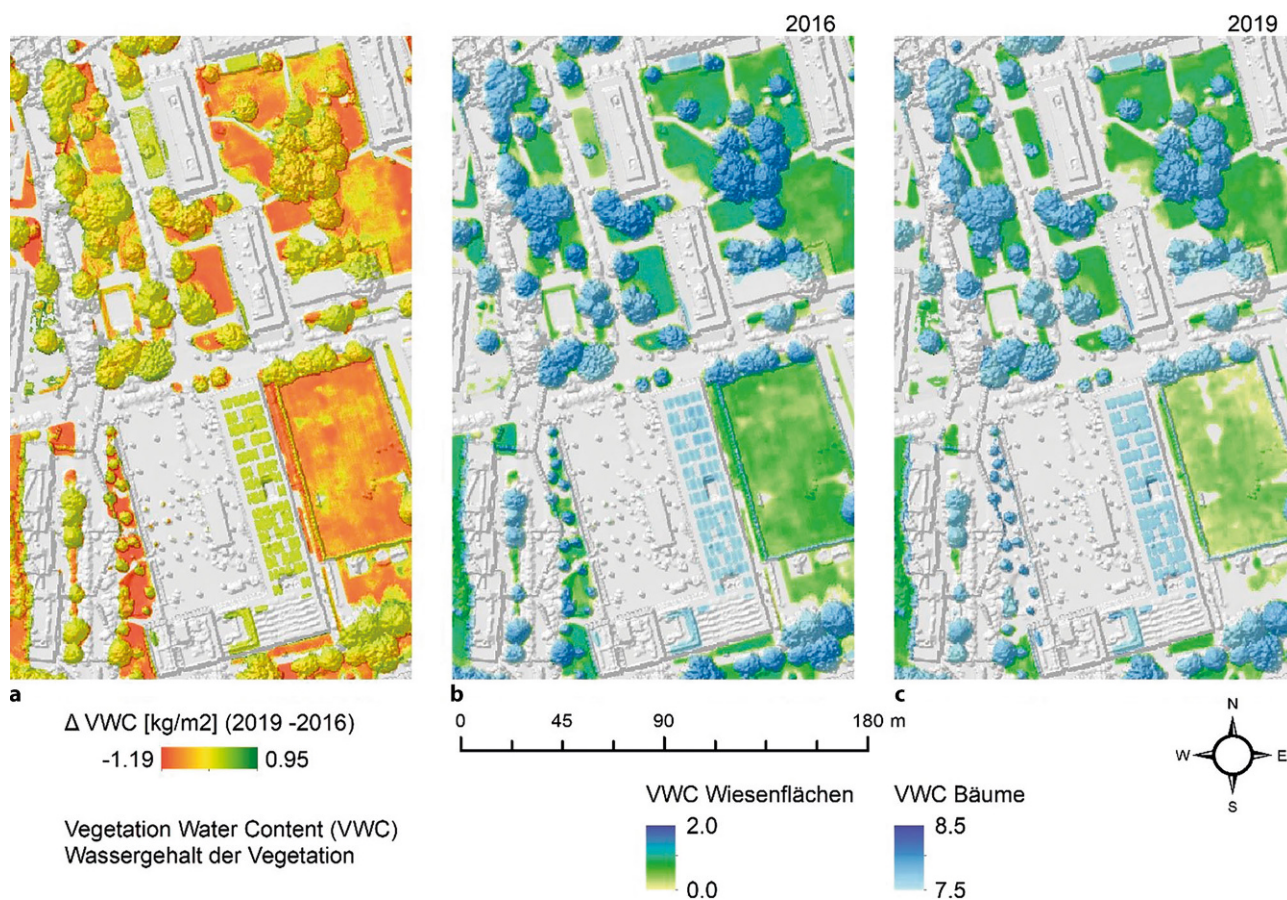 2016
2019
a
b
c
Δ VWC [kg/m2] (2019 -2016)
-1.19
0.95
Vegetation Water Content (VWC)
Wassergehalt der Vegetation
0
45
90
180 m
VWC Wiesenflächen
2.0
0.0
VWC Bäume
8.5
7.5
N
W
E
S